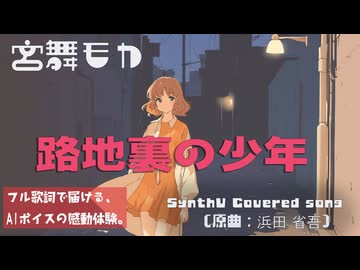 宮舞モカ
路地裏の少年
フル歌詞で届ける、
AIボイスの感動体験。
SynthV Covered song
(原曲：浜田 省吾)